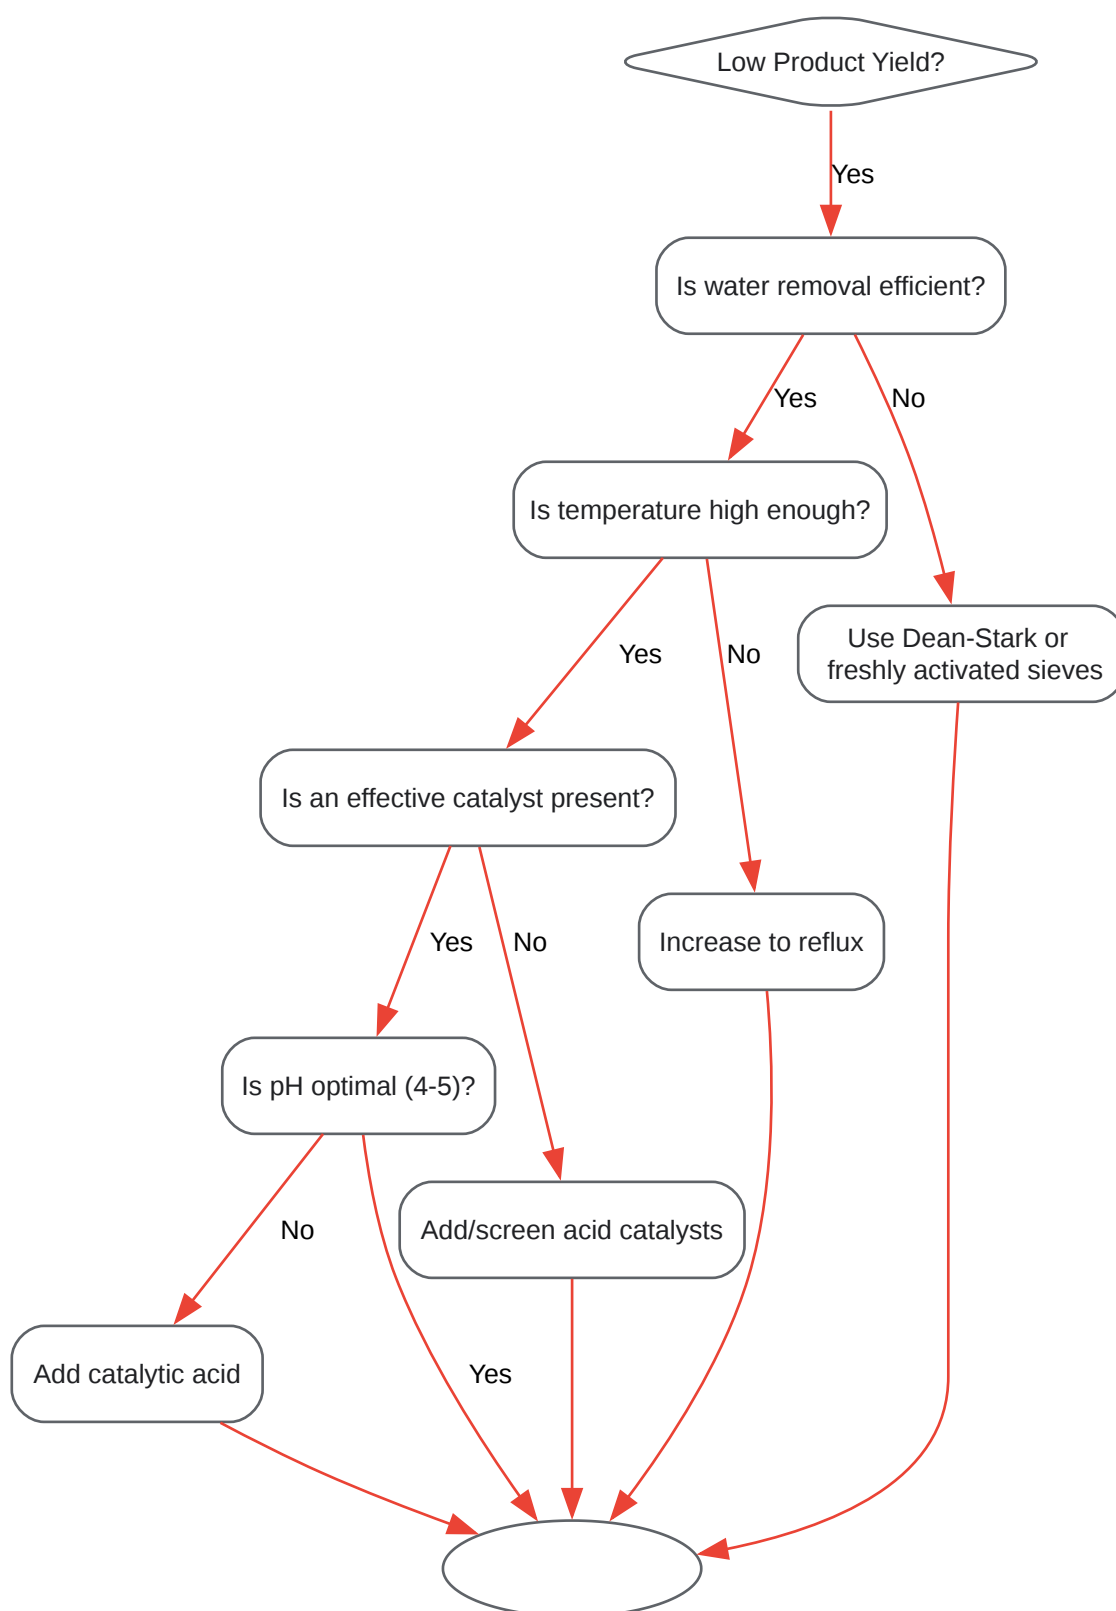 Low Product Yield?
Yes
Is water removal efficient?
Yes
No
Is temperature high enough?
Use Dean-Stark or
freshly activated sieves
Yes
No
Is an effective catalyst present?
Yes
No
Increase to reflux
Is pH optimal (4-5)?
No
Add/screen acid catalysts
Add catalytic acid
Yes